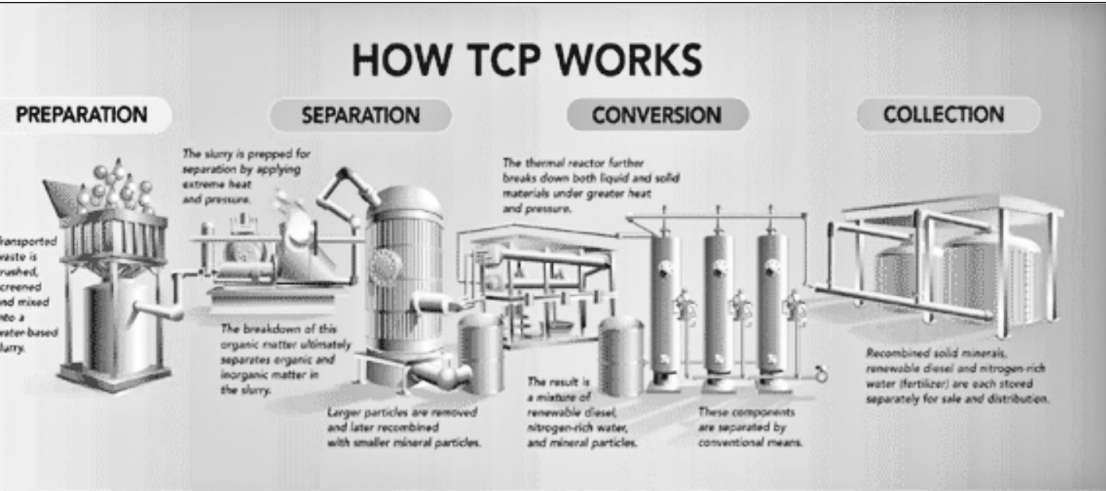 HOW TCP WORKS
PREPARATION
SEPARATION
CONVERSION
COLLECTION
ransported
waste is
rushed,
creened
nd mixed
nto a
water-based
lurry.
The slurry is prepped for
separation by applying
extreme heat
and pressure.
The breakdown of this
organic matter ultimately
separates organic and
inorganic matter in
the slurry.
Larger particles are removed
and later recombined
with smaller mineral particles.
The thermal reactor further
breaks down both liquid and solid
materials under greater heat
and pressure.
The result is
a mixture of
renewable diesel,
nitrogen-rich water,
and mineral particles.
These components
are separated by
conventional means.
Recombined solid minerals,
renewable diesel and nitrogen-rich
water (fertilizer) are each stored
separately for sale and distribution.